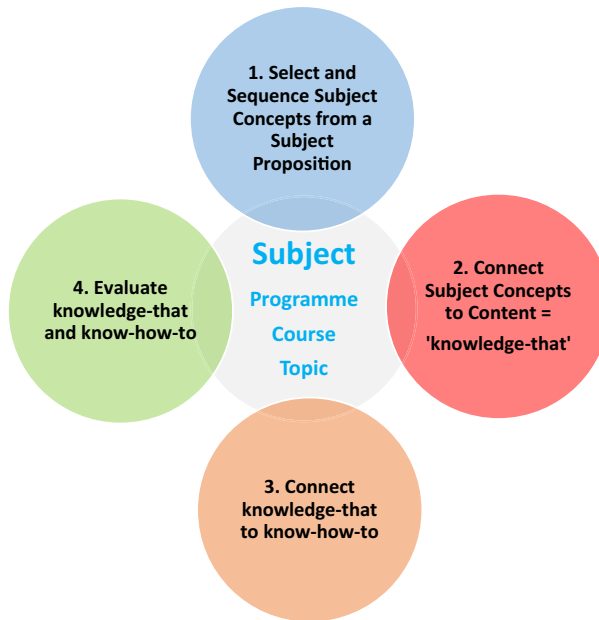 1. Select and
Sequence Subject
Concepts from a
Subject
Proposition
Subject
Programme
Course
Topic
2. Connect
Subject Concepts
to Content =
'knowledge-that'
3. Connect
knowledge-that
to know-how-to
4. Evaluate
knowledge-that
and know-how-to